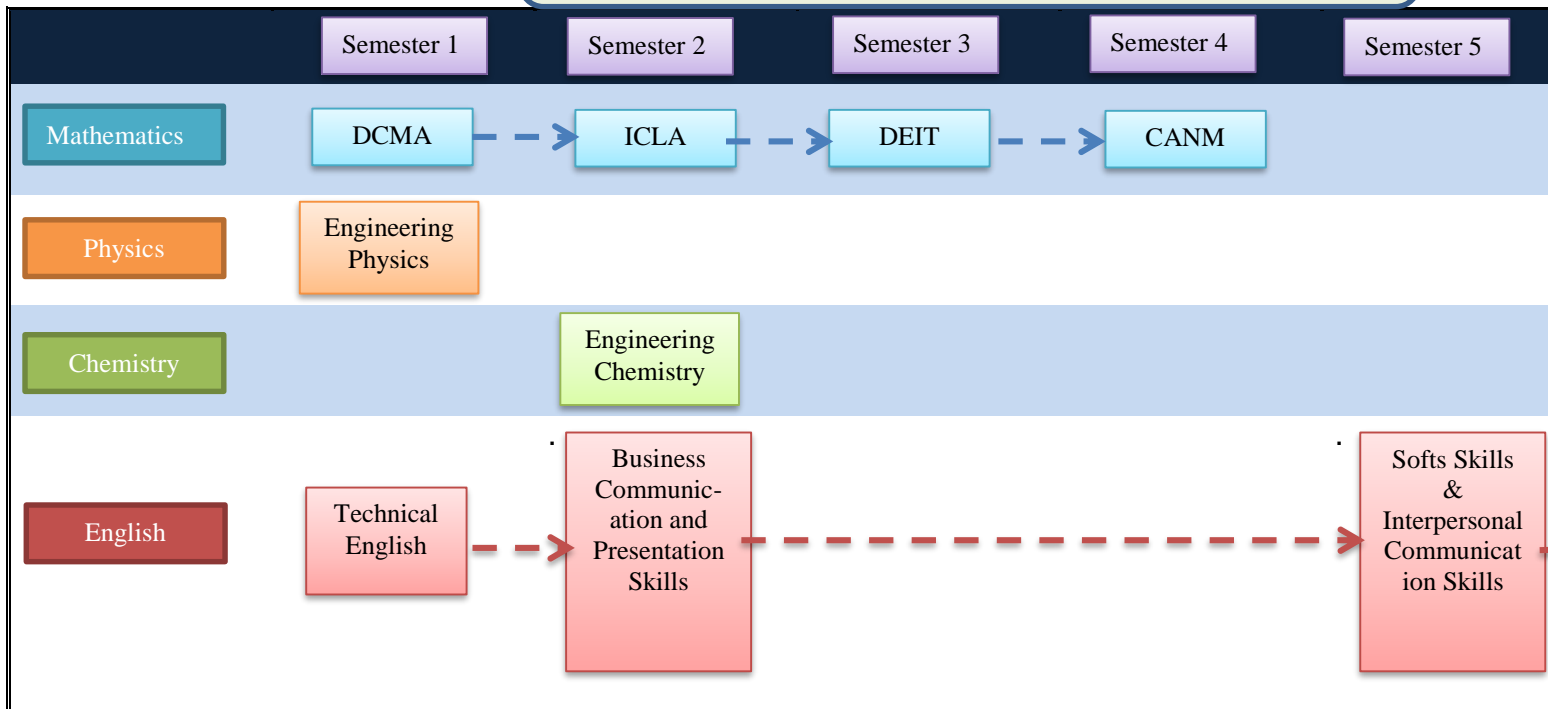 Semester 1
Semester 2
Semester 3
Semester 4
Semester 5
Mathematics
DCMA
ICLA
DEIT
CANM
Physics
Engineering
Physics
Chemistry
Engineering
Chemistry
English
Technical
English
Business
Communic-
ation and
Presentation
Skills
Softs Skills
&
Interpersonal
Communicat
ion Skills